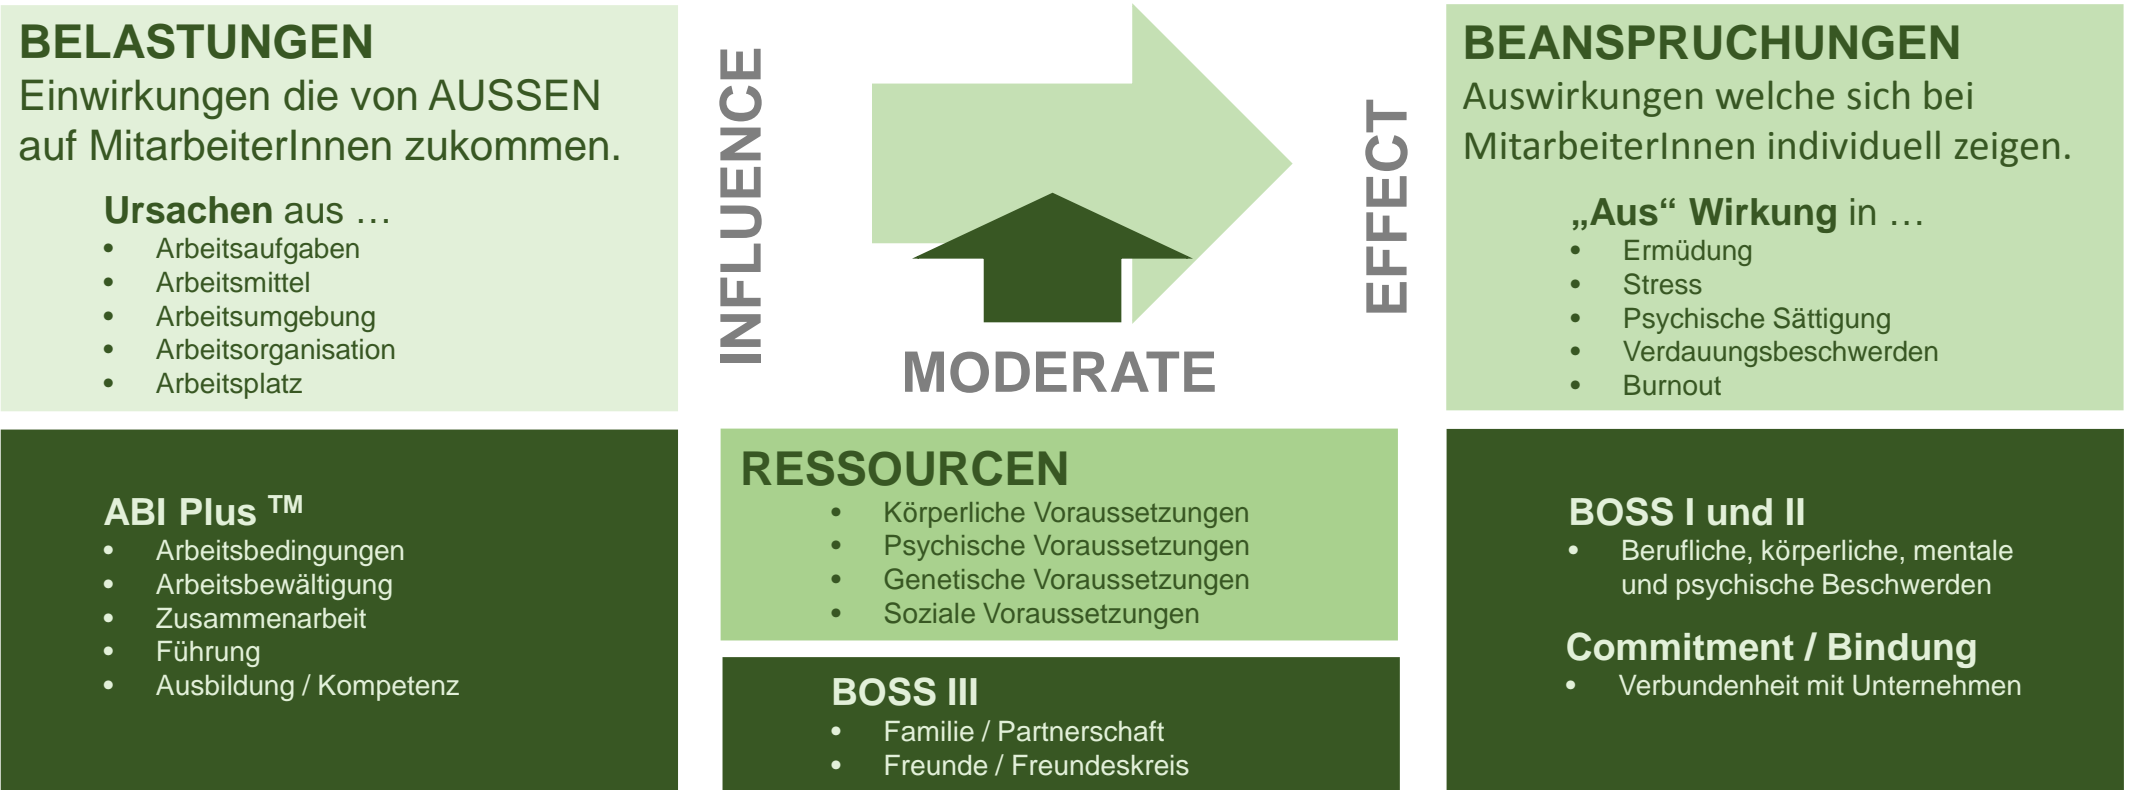 BELASTUNGEN
Einwirkungen die von AUSSEN
auf MitarbeiterInnen zukommen.
Ursachen aus …
• Arbeitsaufgaben
• Arbeitsmittel
• Arbeitsumgebung
• Arbeitsorganisation
• Arbeitsplatz
INFLUENCE
MODERATE
EFFECT
BEANSPRUCHUNGEN
Auswirkungen welche sich bei
MitarbeiterInnen individuell zeigen.
„Aus“ Wirkung in …
• Ermüdung
• Stress
• Psychische Sättigung
• Verdauungsbeschwerden
• Burnout
ABI Plus TM
• Arbeitsbedingungen
• Arbeitsbewältigung
• Zusammenarbeit
• Führung
• Ausbildung / Kompetenz
RESSOURCEN
• Körperliche Voraussetzungen
• Psychische Voraussetzungen
• Genetische Voraussetzungen
• Soziale Voraussetzungen
BOSS III
• Familie / Partnerschaft
• Freunde / Freundeskreis
BOSS I und II
• Berufliche, körperliche, mentale
und psychische Beschwerden
Commitment / Bindung
• Verbundenheit mit Unternehmen